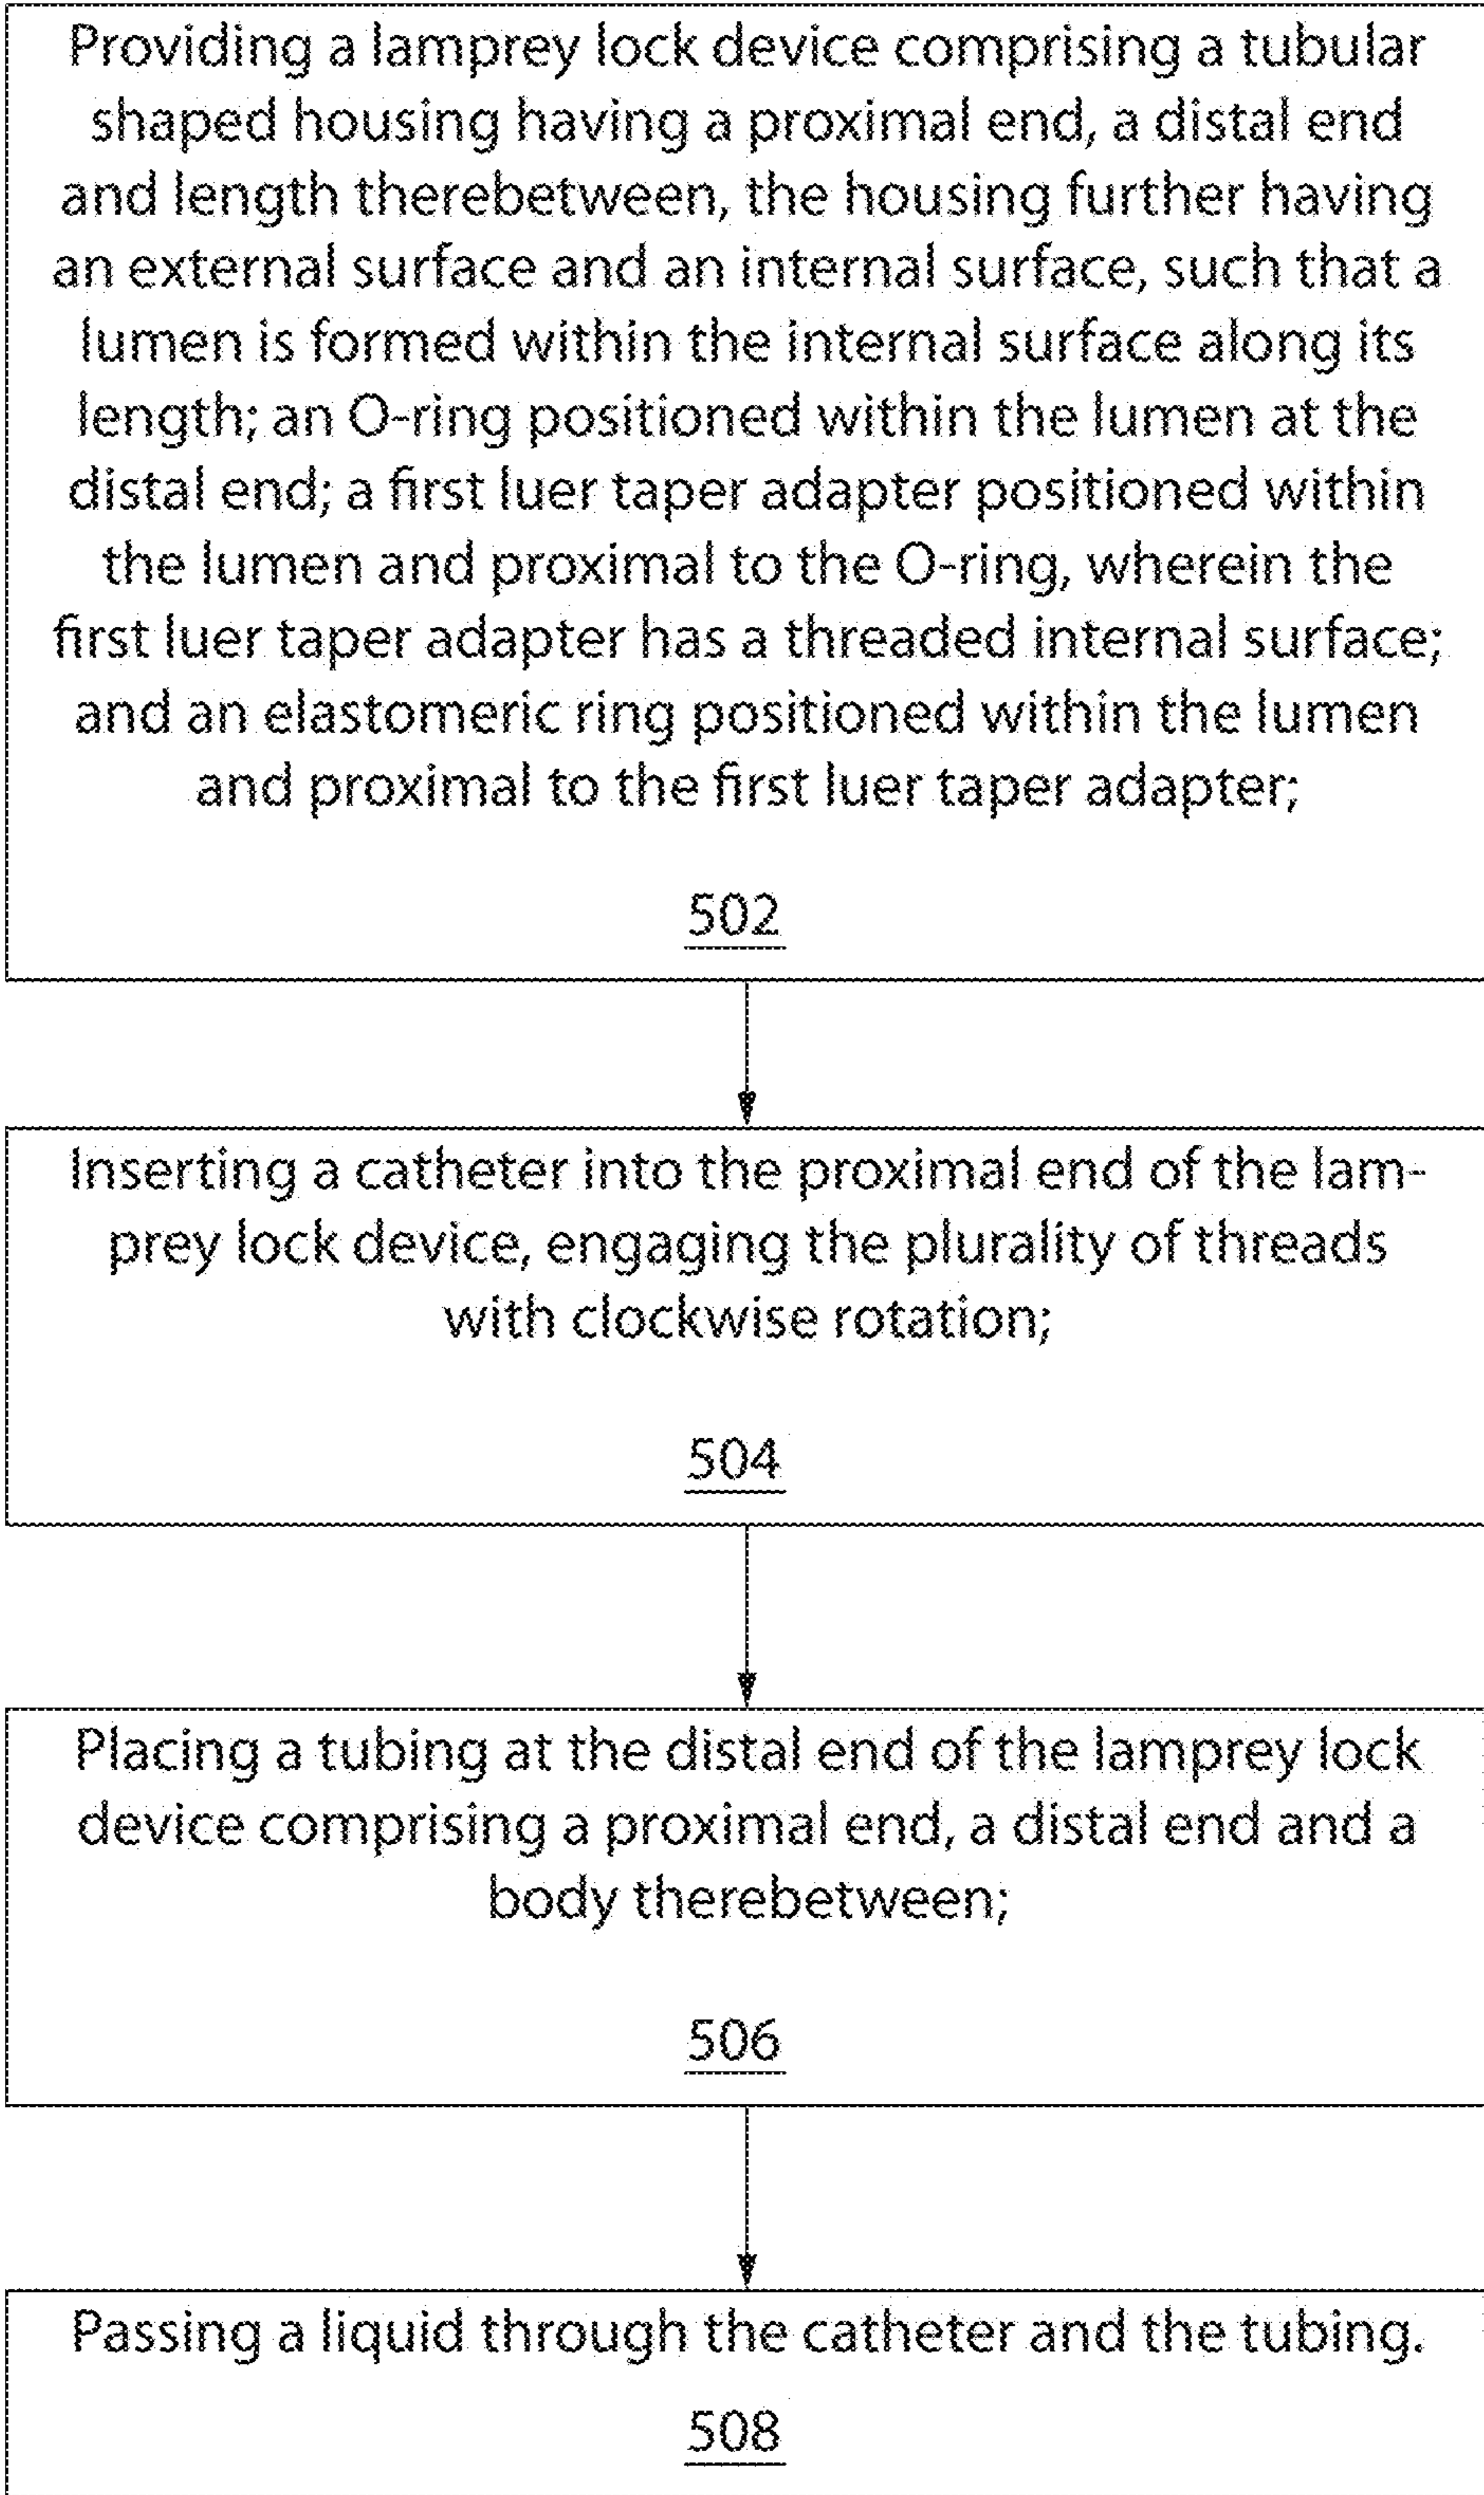 Providing a lamprey lock device comprising a tubular
shaped housing having a proximal end, a distal end
and length therebetween, the housing further having
an external surface and an internal surface, such that a
lumen is formed within the internal surface along its
length; an O-ring positioned within the lumen at the
distal end; a first luer taper adapter positioned within
the lumen and proximal to the O-ring, wherein the
first luer taper adapter has a threaded internal surface;
and an elastomeric ring positioned within the lumen
and proximal to the first luer taper adapter;
502
Inserting a catheter into the proximal end of the lam-
prey lock device, engaging the plurality of threads
with clockwise rotation;
504
Placing a tubing at the distal end of the lamprey lock
device comprising a proximal end, a distal end and a
body therebetween;
506
Passing a liquid through the catheter and the tubing.
508